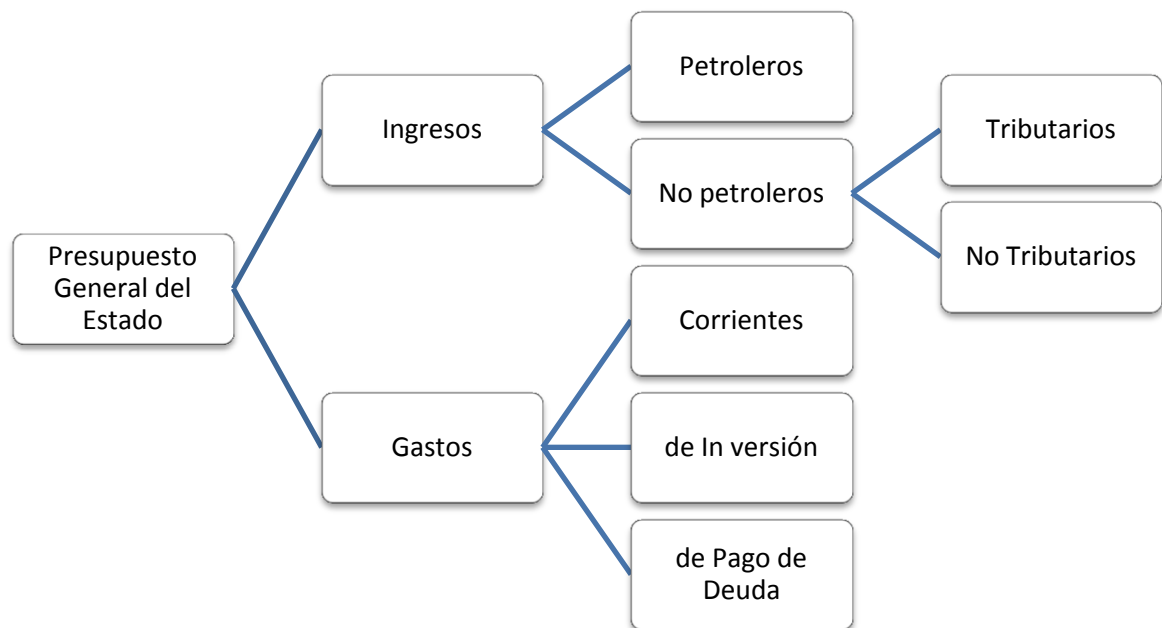 Presupuesto
General del
Estado
Ingresos
Petroleros
No petroleros
Tributarios
No Tributarios
Gastos
Corrientes
de In versión
de Pago de
Deuda